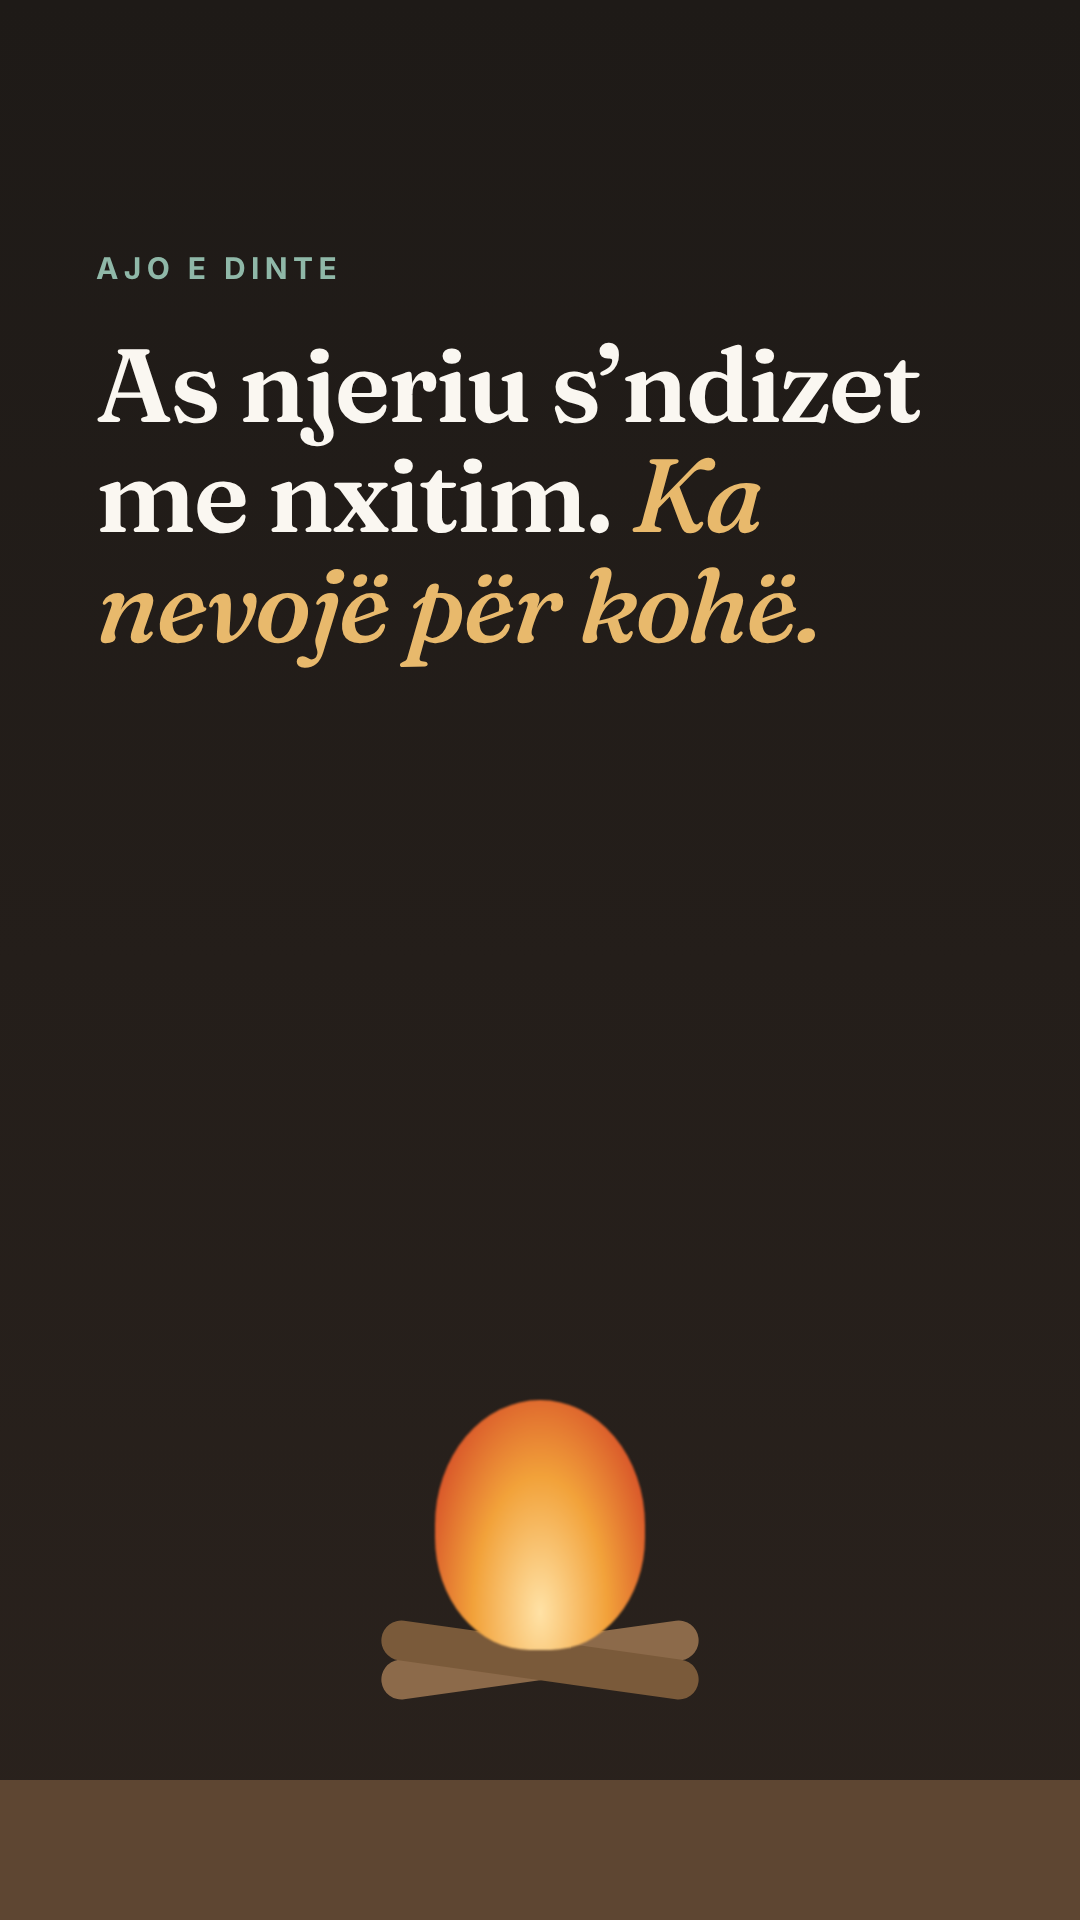 AJO E DINTE
As njeriu s’ndizet
me nxitim. Ka
nevojë për kohë.